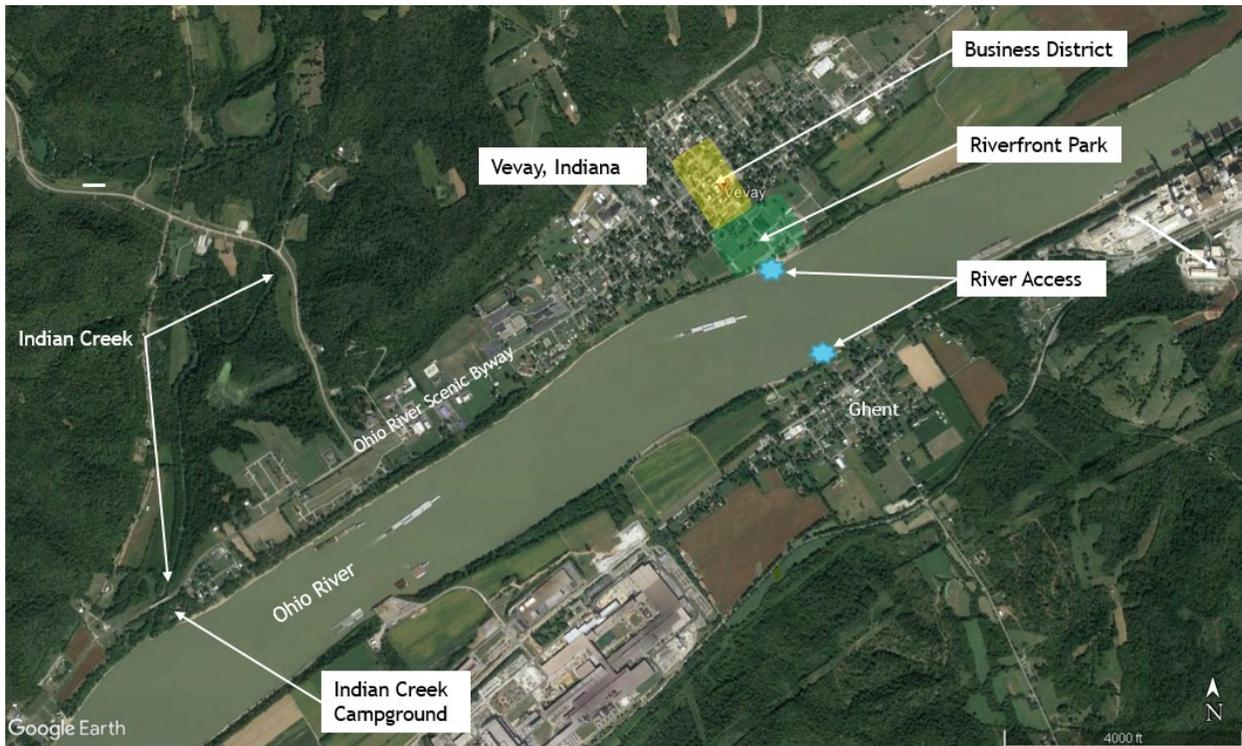 Business District
Riverfront Park
Vevay, Indiana
Vevay
River Access
Indian Creek
Ohio River Scenic Byway
Ghent
Ohio River
Indian Creek
Campground
Google Earth
N
4000 ft